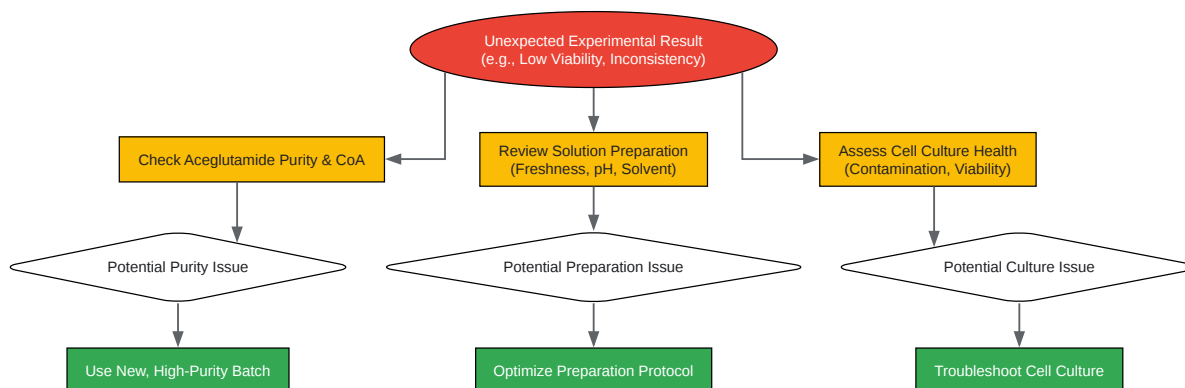 Unexpected Experimental Result
(e.g., Low Viability, Inconsistency)
Check Aceglutamide Purity & CoA
Review Solution Preparation
(Freshness, pH, Solvent)
Assess Cell Culture Health
(Contamination, Viability)
Potential Purity Issue
Potential Preparation Issue
Potential Culture Issue
Use New, High-Purity Batch
Optimize Preparation Protocol
Troubleshoot Cell Culture